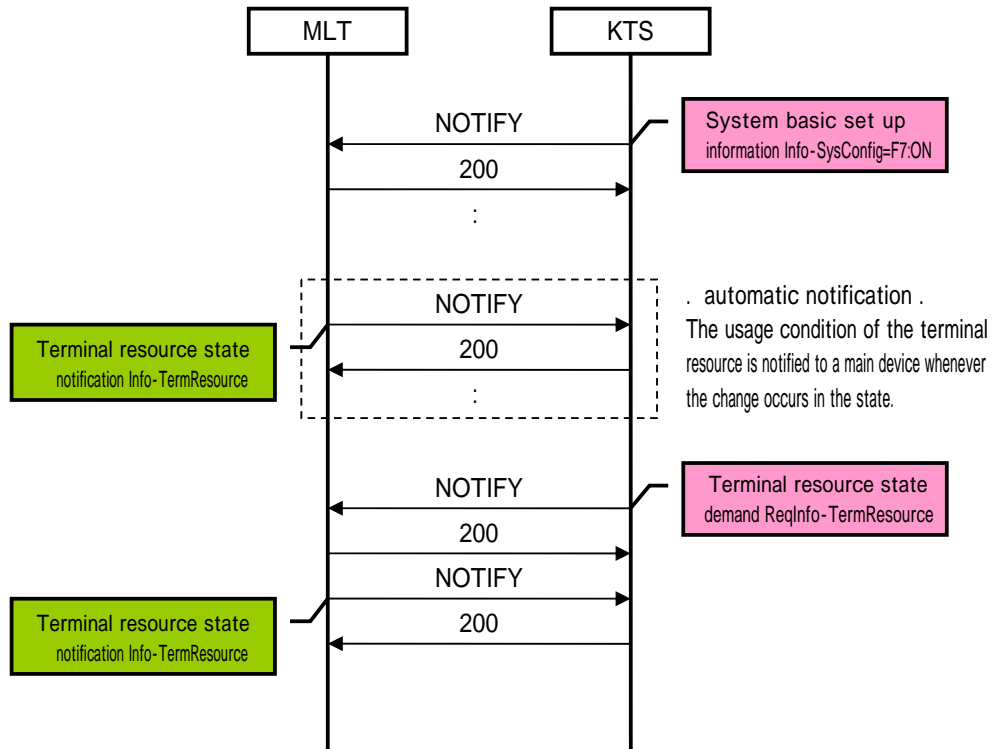 MLT
KTS
NOTIFY
System basic set up
information Info-SysConfig=F7:ON
200
:
NOTIFY
. automatic notification .
The usage condition of the terminal
resource is notified to a main device whenever
the change occurs in the state.
Terminal resource state
notification Info-TermResource
200
:
NOTIFY
Terminal resource state
demand ReqInfo-TermResource
200
NOTIFY
Terminal resource state
notification Info-TermResource
200